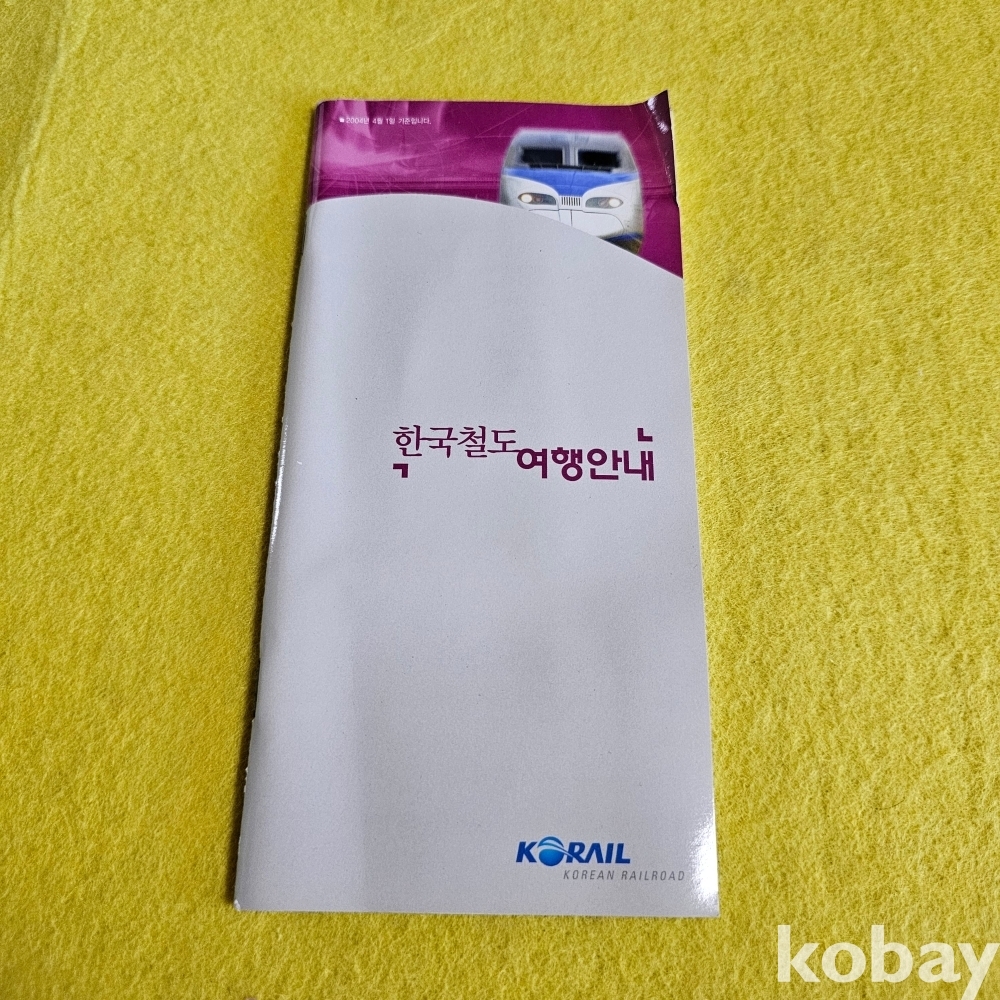 2004년 4월 1일 기준입니다.
한국철도
여행안내
KORAIL
KOREAN RAILROAD
kobay